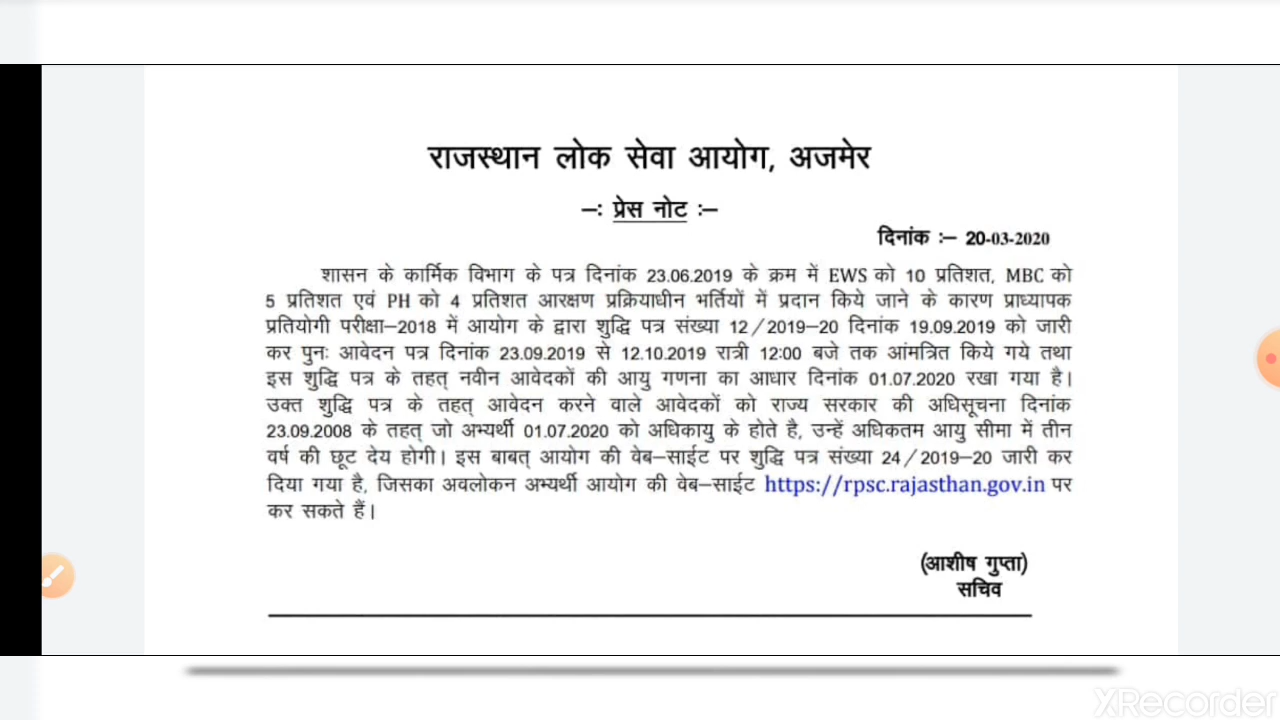 राजस्थान लोक सेवा आयोग, अजमेर
–: प्रेस नोट :–
दिनांक :– 20-03-2020
शासन के कार्मिक विभाग के पत्र दिनांक 23.06.2019 के क्रम में EWS को 10 प्रतिशत, MBC को
5 प्रतिशत एवं PH को 4 प्रतिशत आरक्षण प्रक्रियाधीन भर्तियों में प्रदान किये जाने के कारण प्राध्यापक
प्रतियोगी परीक्षा–2018 में आयोग के द्वारा शुद्धि पत्र संख्या 12/2019–20 दिनांक 19.09.2019 को जारी
कर पुनः आवेदन पत्र दिनांक 23.09.2019 से 12.10.2019 रात्री 12:00 बजे तक आंमत्रित किये गये तथा
इस शुद्धि पत्र के तहत् नवीन आवेदकों की आयु गणना का आधार दिनांक 01.07.2020 रखा गया है।
उक्त शुद्धि पत्र के तहत् आवेदन करने वाले आवेदकों को राज्य सरकार की अधिसूचना दिनांक
23.09.2008 के तहत् जो अभ्यर्थी 01.07.2020 को अधिकायु के होते है, उन्हें अधिकतम आयु सीमा में तीन
वर्ष की छूट देय होगी। इस बाबत् आयोग की वेब–साईट पर शुद्धि पत्र संख्या 24/2019–20 जारी कर
दिया गया है, जिसका अवलोकन अभ्यर्थी आयोग की वेब–साईट https://rpsc.rajasthan.gov.in पर
कर सकते हैं।
(आशीष गुप्ता)
सचिव
XRecorder